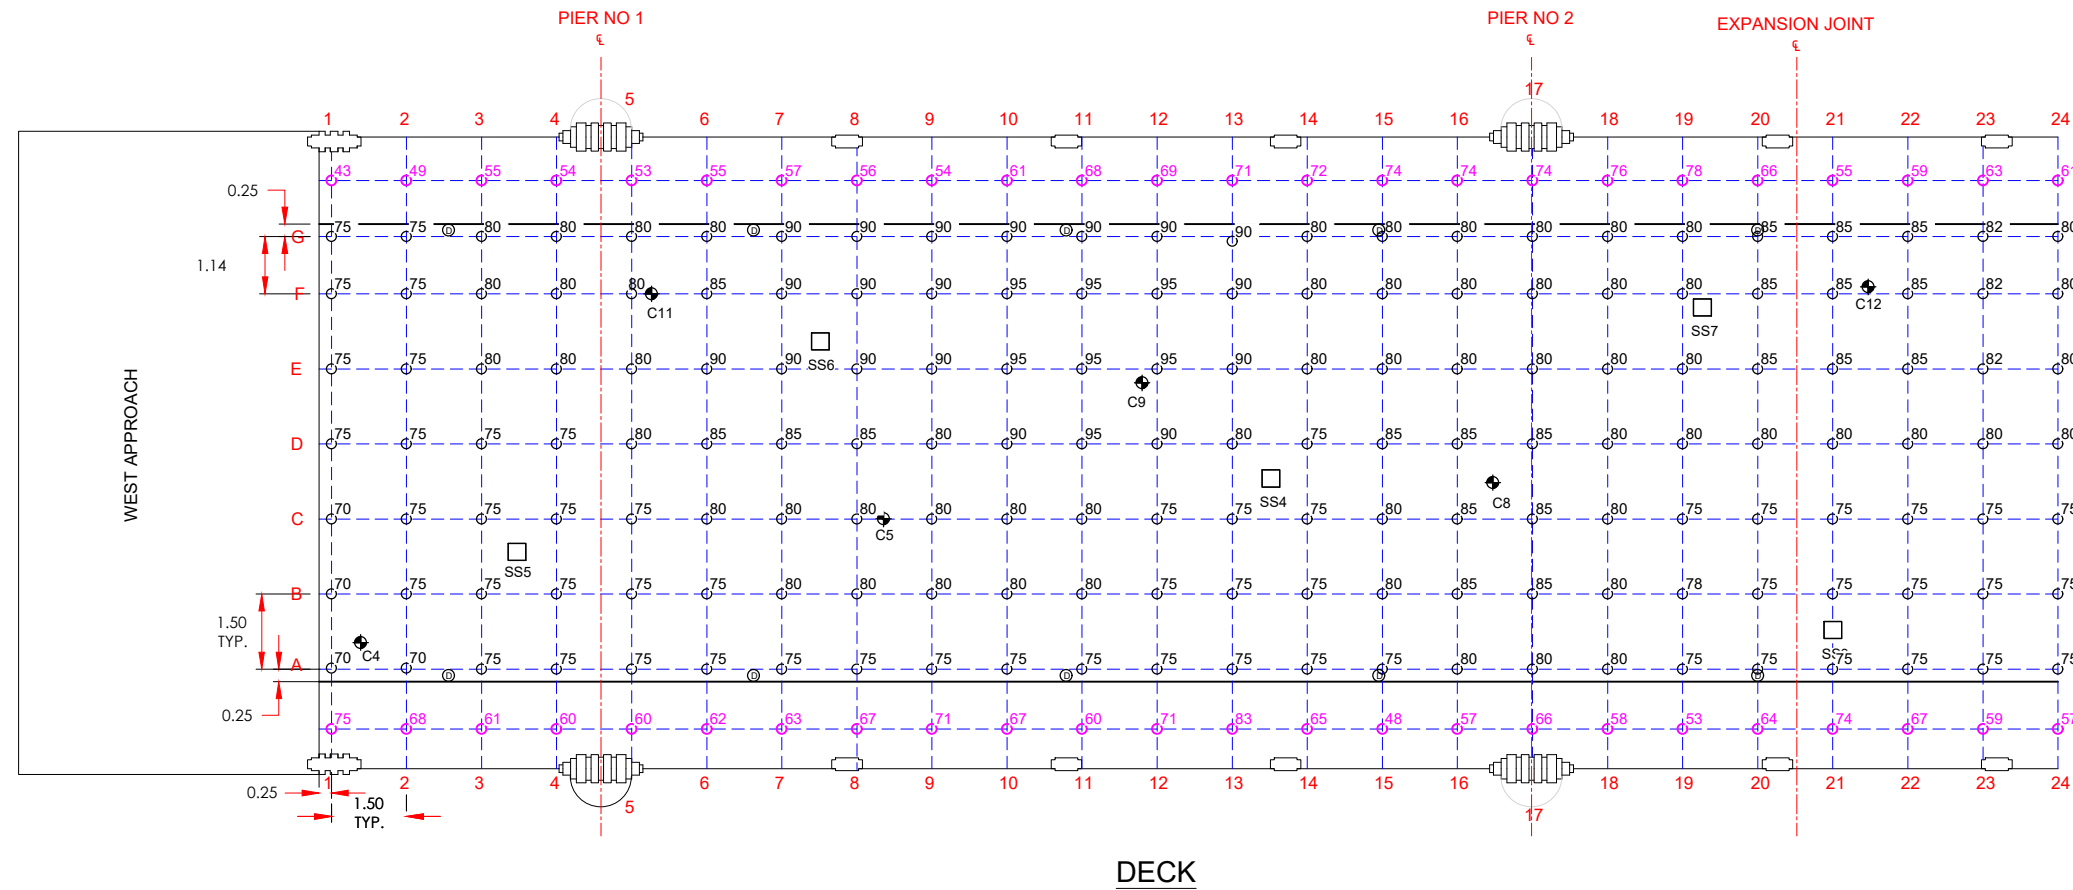 PIER NO 1
PIER NO 2
EXPANSION JOINT
℄ ℄ ℄
1 2 3 4 5 6 7 8 9 10 11 12 13 14 15 16 17 18 19 20 21 22 23 24
43 49 55 54 53 55 57 56 54 61 68 69 71 72 74 74 74 76 78 66 55 59 63 61
0.25
G 75 75 80 80 80 80 90 90 90 90 90 90 90 80 80 80 80 80 80 85 85 85 82 80
D D D D D
1.14
F 75 75 80 80 80 85 90 90 90 95 95 95 90 80 80 80 80 80 80 85 85 85 82 80
C11 C12
SS7
SS6
E 75 75 80 80 80 90 90 90 90 95 95 95 90 80 80 80 80 80 80 85 85 85 82 80
C9
WEST APPROACH
D 75 75 75 75 80 85 85 85 80 90 95 90 80 75 85 85 85 80 80 80 80 80 80 80
SS4 C8
C 70 75 75 75 75 80 80 80 80 80 80 75 75 75 80 85 85 80 75 75 75 75 75 75
C5
SS5
B 70 75 75 75 75 75 80 80 80 80 80 75 75 75 80 85 85 80 78 75 75 75 75 75
1.50
TYP.
C4
A 70 70 75 75 75 75 75 75 75 75 75 75 75 75 75 80 80 80 75 75 75 75 75 75
D D D D D
0.25
75 68 61 60 60 62 63 67 71 67 60 71 83 65 48 57 66 58 53 64 74 67 59 57
1 2 3 4 5 6 7 8 9 10 11 12 13 14 15 16 17 18 19 20 21 22 23 24
0.25
1.50
TYP.
DECK